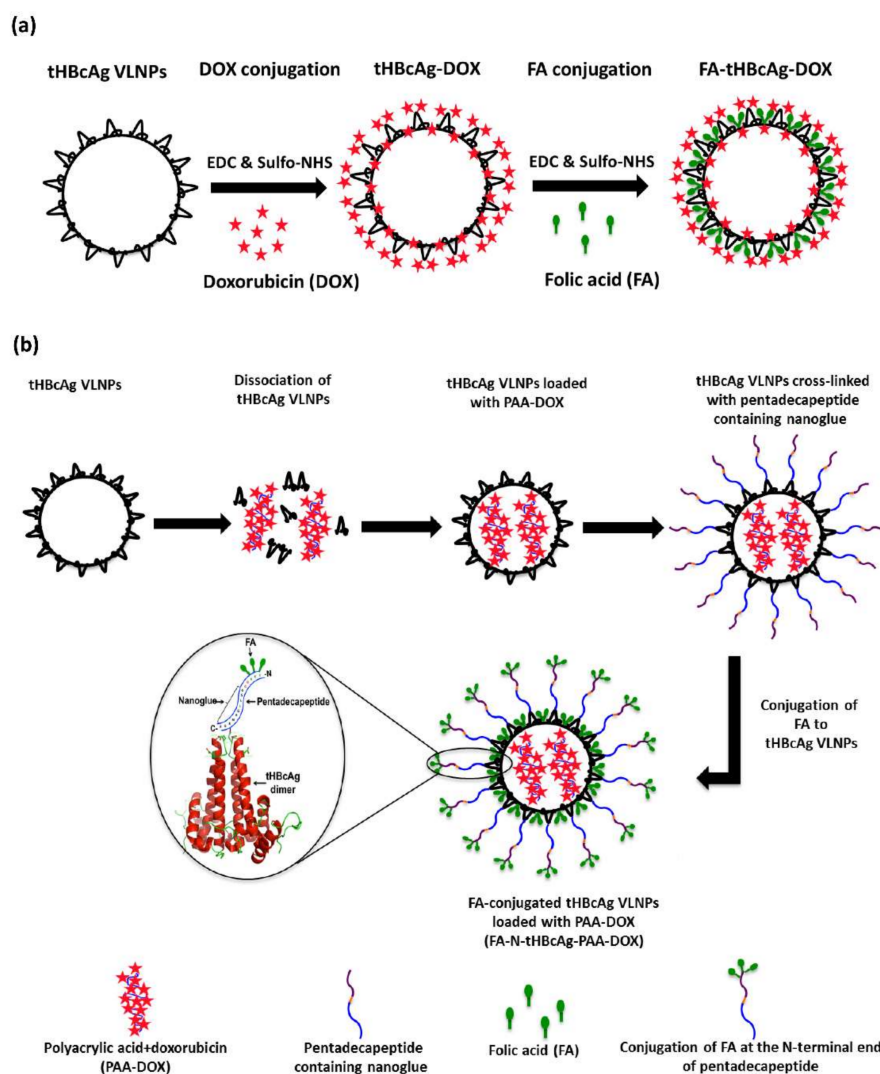 (a)
tHBcAg VLNPs
DOX conjugation
tHBcAg-DOX
FA conjugation
FA-tHBcAg-DOX
EDC & Sulfo-NHS
EDC & Sulfo-NHS
Doxorubicin (DOX)
Folic acid (FA)
(b)
tHBcAg VLNPs
Dissociation of
tHBcAg VLNPs
tHBcAg VLNPs loaded
with PAA-DOX
tHBcAg VLNPs cross-linked
with pentadecapeptide
containing nanoglue
FA
N
Nanoglue
Pentadecapeptide
C
tHBcAg
dimer
Conjugation of
FA to
tHBcAg VLNPs
FA-conjugated tHBcAg VLNPs
loaded with PAA-DOX
(FA-N-tHBcAg-PAA-DOX)
Polyacrylic acid+doxorubicin
(PAA-DOX)
Pentadecapeptide
containing nanoglue
Folic acid (FA)
Conjugation of FA at the N-terminal end
of pentadecapeptide